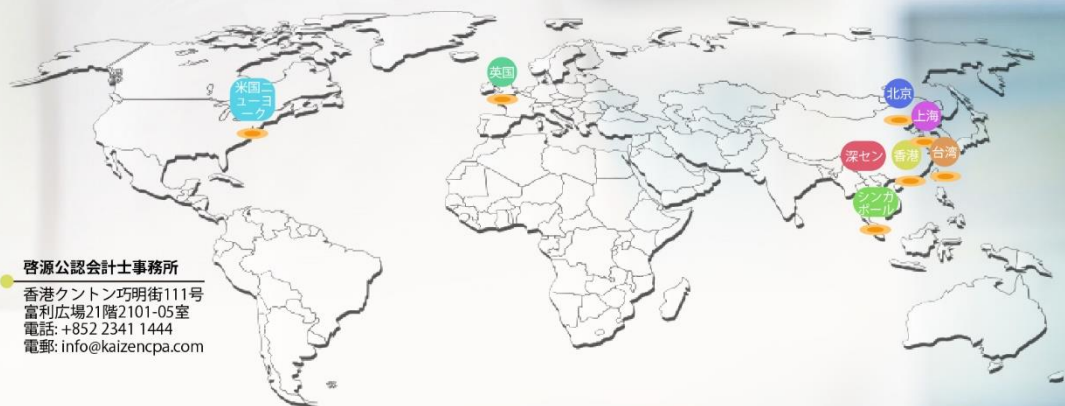 英国
米国ニ
ューヨ
ーク
北京
上海
深セン
香港
台湾
シンガ
ポール
啓源公認会計士事務所
香港クントン巧明街111号
富利広場21階2101-05室
電話: +852 2341 1444
電郵: info@kaizencpa.com